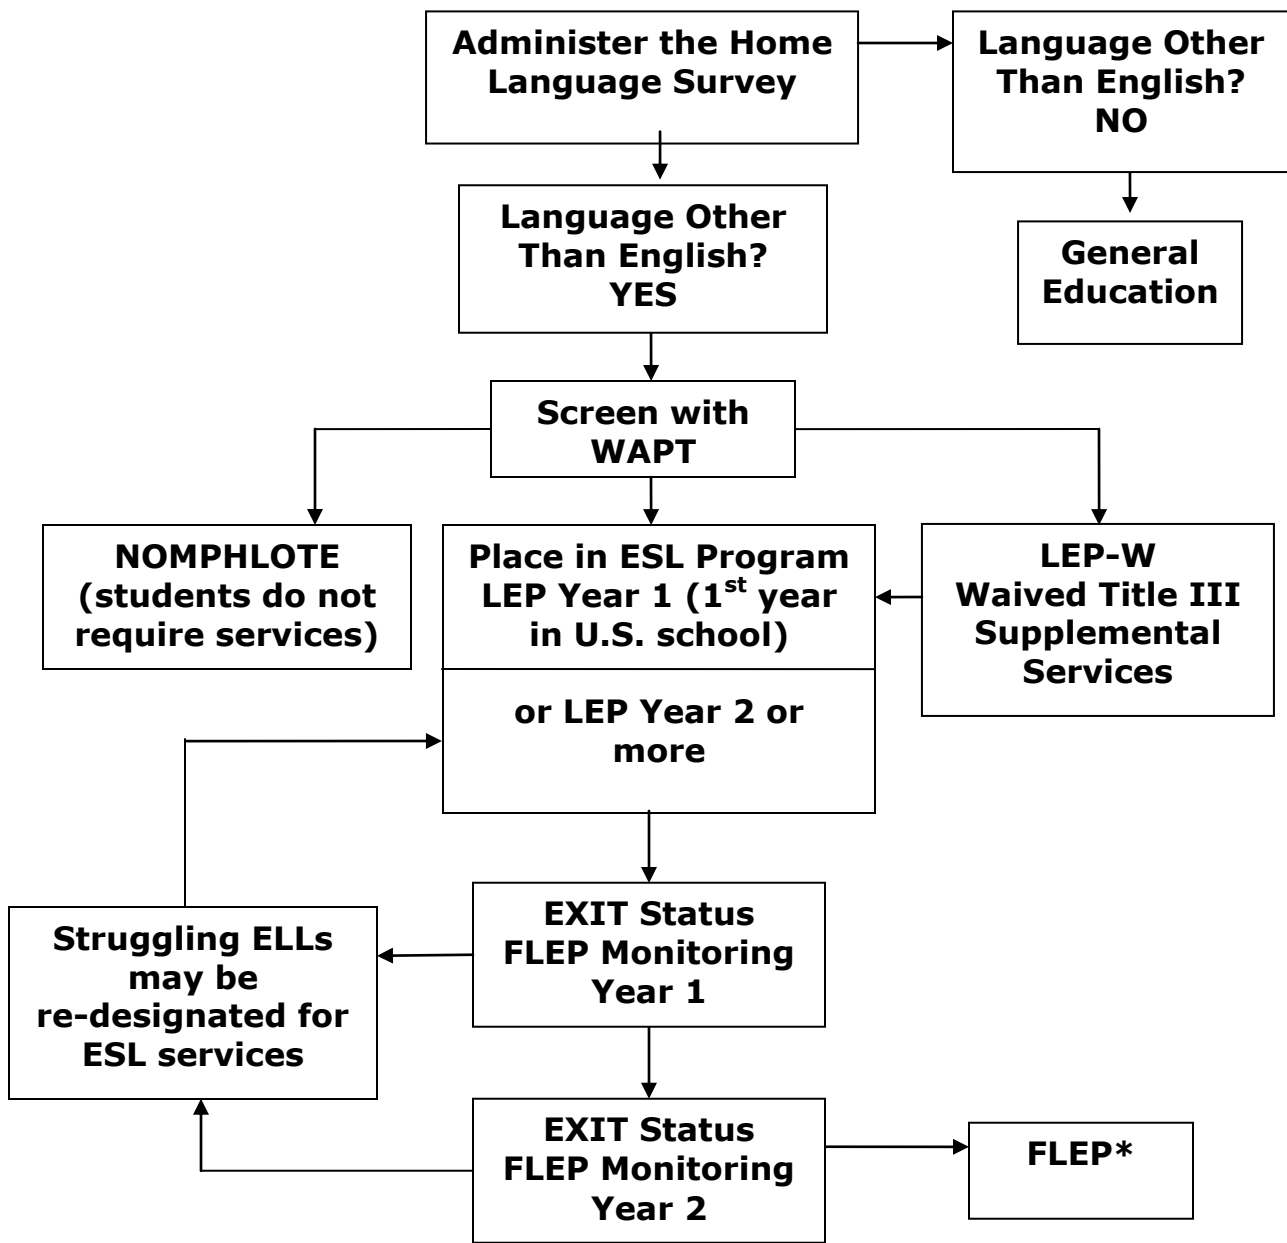 Administer the Home
Language Survey
Language Other
Than English?
NO
Language Other
Than English?
YES
General
Education
Screen with
WAPT
NOMPHLOTE
(students do not
require services)
Place in ESL Program
LEP Year 1 (1st year
in U.S. school)
or LEP Year 2 or
more
LEP-W
Waived Title III
Supplemental
Services
EXIT Status
FLEP Monitoring
Year 1
Struggling ELLs
may be
re-designated for
ESL services
EXIT Status
FLEP Monitoring
Year 2
FLEP*